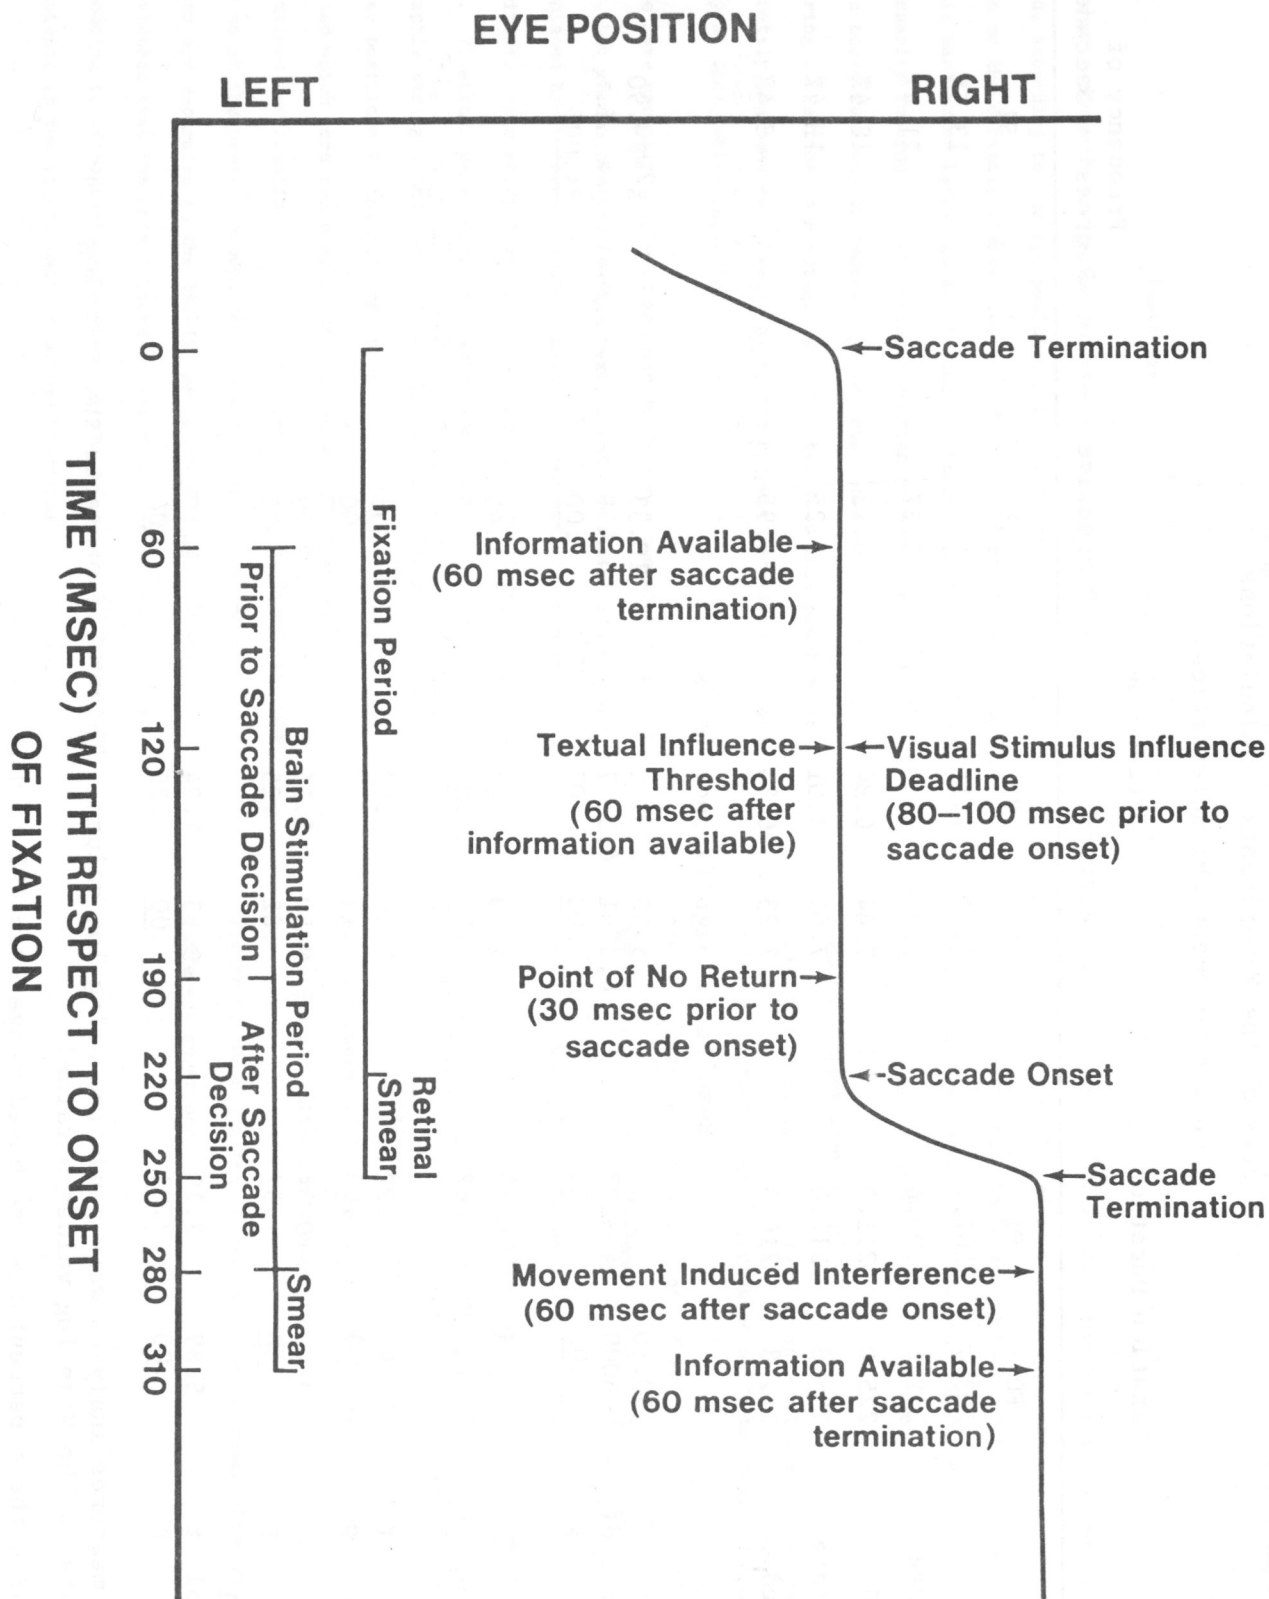 EYE POSITION
LEFT
RIGHT
0
60
120
190
220
250
280
310
TIME (MSEC) WITH RESPECT TO ONSET
OF FIXATION
Fixation Period
Retinal
Smear
Brain Stimulation Period
Smear
Prior to Saccade Decision
After Saccade
Decision
Saccade Termination
Information Available
(60 msec after saccade
termination)
Textual Influence
Threshold
(60 msec after
information available)
Visual Stimulus Influence
Deadline
(80–100 msec prior to
saccade onset)
Point of No Return
(30 msec prior to
saccade onset)
Saccade Onset
Saccade
Termination
Movement Induced Interference
(60 msec after saccade onset)
Information Available
(60 msec after saccade
termination)